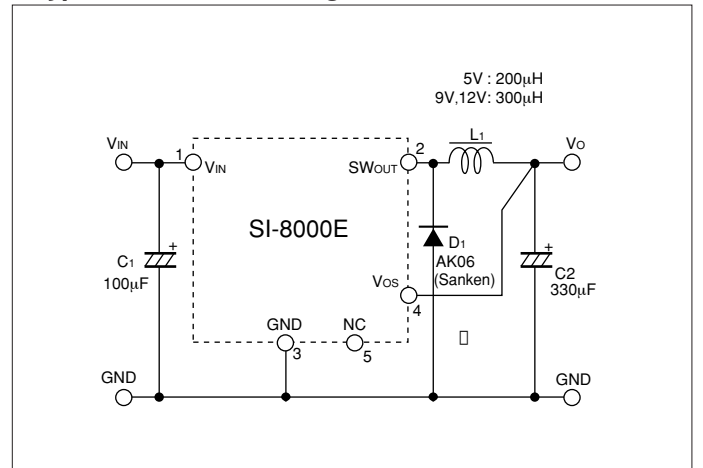 5V : 200µH
9V,12V: 300µH
L1
VIN
1
VIN
2
SWOUT
VO
SI-8000E
C1
+
100µF
D1
AK06
(Sanken)
C2
+
330µF
VOS
4
GND
3
NC
5
GND
GND